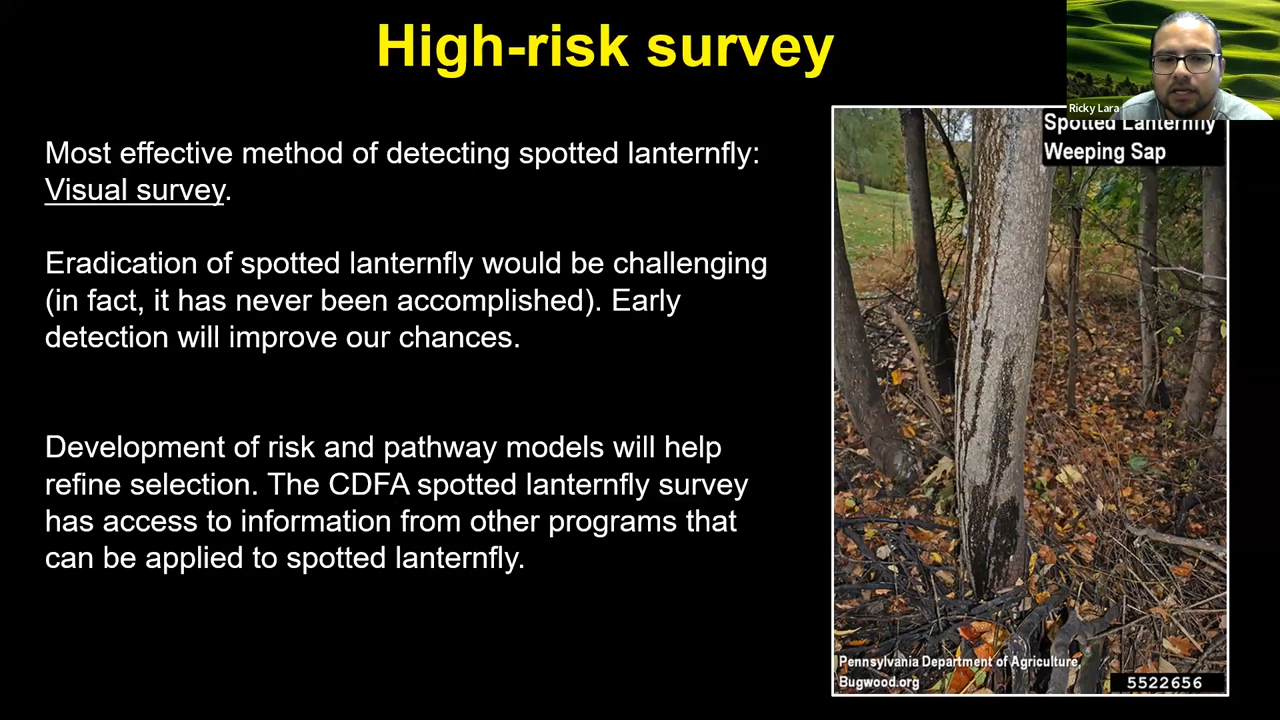 High-risk survey
Ricky Lara
Most effective method of detecting spotted lanternfly:
Visual survey.
Eradication of spotted lanternfly would be challenging
(in fact, it has never been accomplished). Early
detection will improve our chances.
Development of risk and pathway models will help
refine selection. The CDFA spotted lanternfly survey
has access to information from other programs that
can be applied to spotted lanternfly.
Spotted Lanternfly
Weeping Sap
Pennsylvania Department of Agriculture,
Bugwood.org
5522656